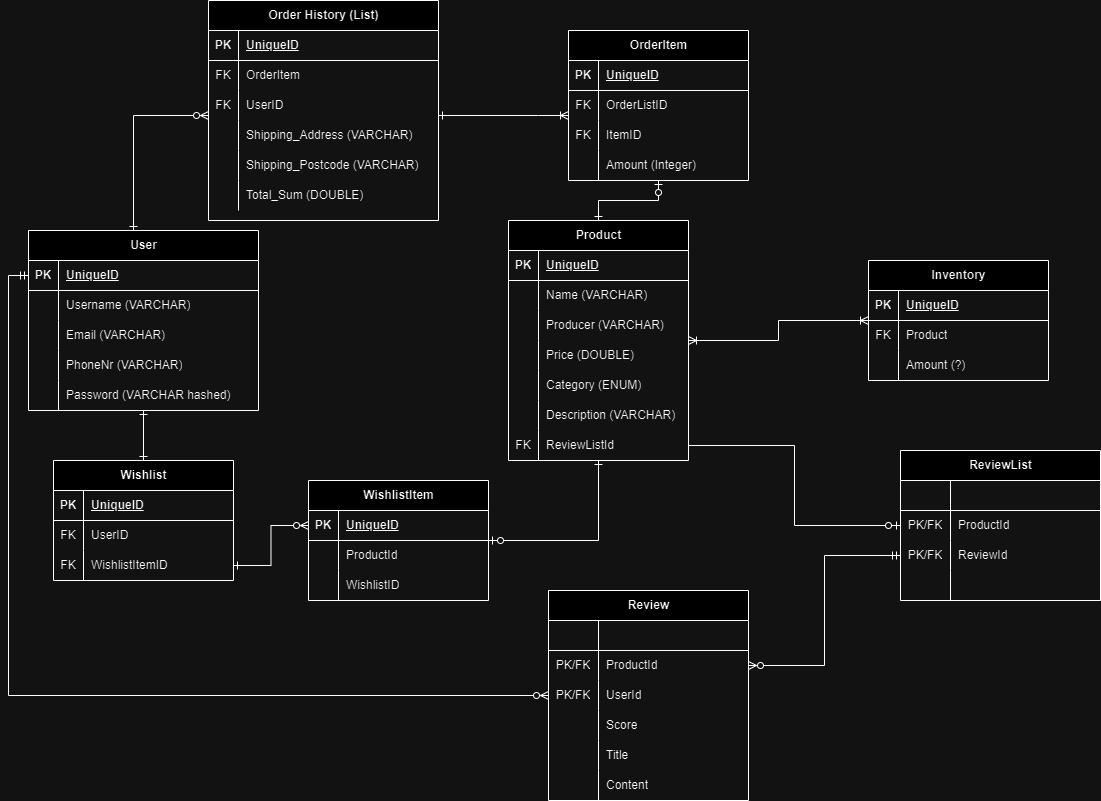 Order History (List)
PK UniqueID
FK OrderItem
FK UserID
Shipping_Address (VARCHAR)
Shipping_Postcode (VARCHAR)
Total_Sum (DOUBLE)
OrderItem
PK UniqueID
FK OrderListID
FK ItemID
Amount (Integer)
User
PK UniqueID
Username (VARCHAR)
Email (VARCHAR)
PhoneNr (VARCHAR)
Password (VARCHAR hashed)
Product
PK UniqueID
Name (VARCHAR)
Producer (VARCHAR)
Price (DOUBLE)
Category (ENUM)
Description (VARCHAR)
FK ReviewListId
Inventory
PK UniqueID
FK Product
Amount (?)
Wishlist
PK UniqueID
FK UserID
FK WishlistItemID
WishlistItem
PK UniqueID
ProductId
WishlistID
ReviewList
PK/FK ProductId
PK/FK ReviewId
Review
PK/FK ProductId
PK/FK UserId
Score
Title
Content